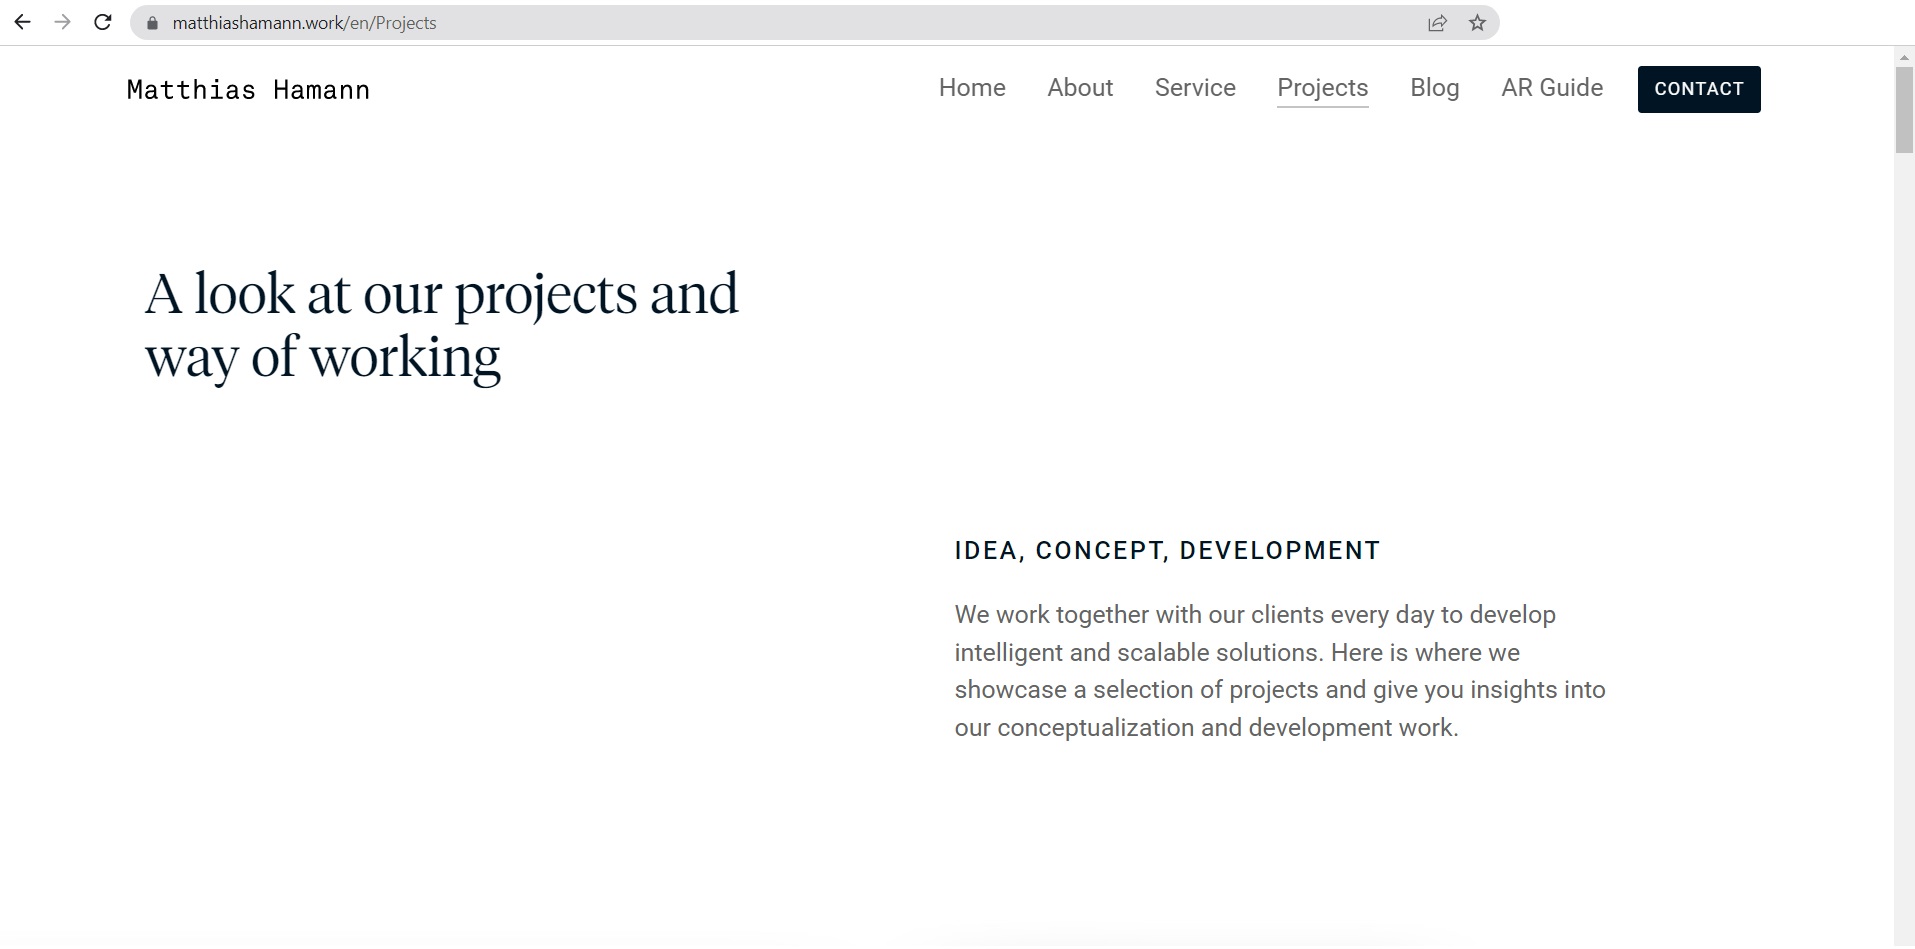 matthiashamann.work/en/Projects
Matthias Hamann
Home About Service Projects Blog AR Guide CONTACT
A look at our projects and
way of working
IDEA, CONCEPT, DEVELOPMENT
We work together with our clients every day to develop
intelligent and scalable solutions. Here is where we
showcase a selection of projects and give you insights into
our conceptualization and development work.